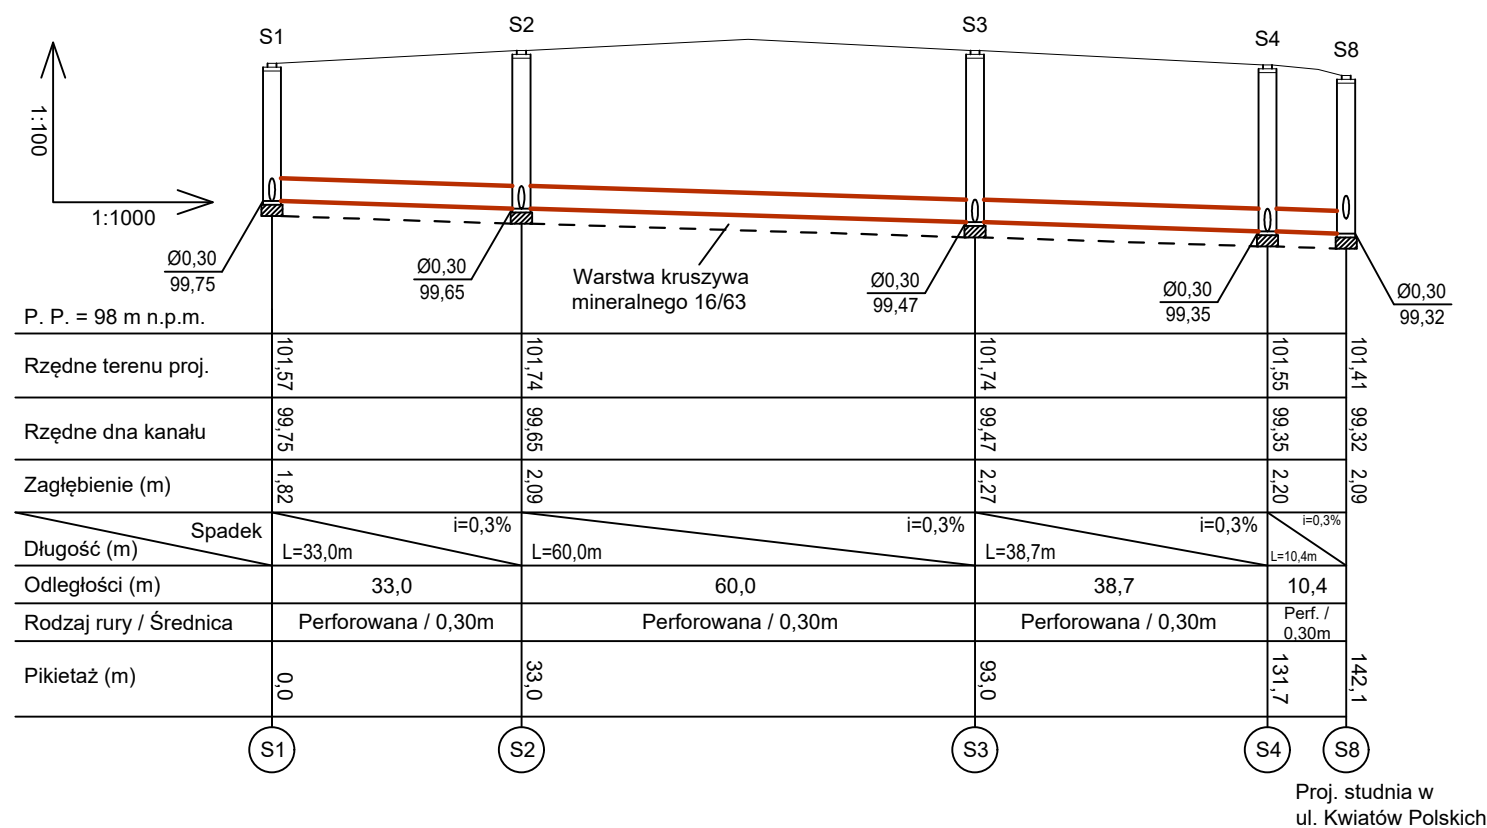 S1
S2
S3
S4
S8
1:100
1:1000
Ø0,30
99,75
Ø0,30
99,65
Warstwa kruszywa
mineralnego 16/63
Ø0,30
99,47
Ø0,30
99,35
Ø0,30
99,32
P. P. = 98 m n.p.m.
Rzędne terenu proj.
101,57
101,74
101,74
101,55
101,41
Rzędne dna kanału
99,75
99,65
99,47
99,35
99,32
Zagłębienie (m)
1,82
2,09
2,27
2,20
2,09
Spadek
i=0,3%
i=0,3%
i=0,3%
i=0,3%
Długość (m)
L=33,0m
L=60,0m
L=38,7m
L=10,4m
Odległości (m)
33,0
60,0
38,7
10,4
Rodzaj rury / Średnica
Perforowana / 0,30m
Perforowana / 0,30m
Perforowana / 0,30m
Perf. /
0,30m
Pikietaż (m)
0,0
33,0
93,0
131,7
142,1
S1
S2
S3
S4
S8
Proj. studnia w
ul. Kwiatów Polskich